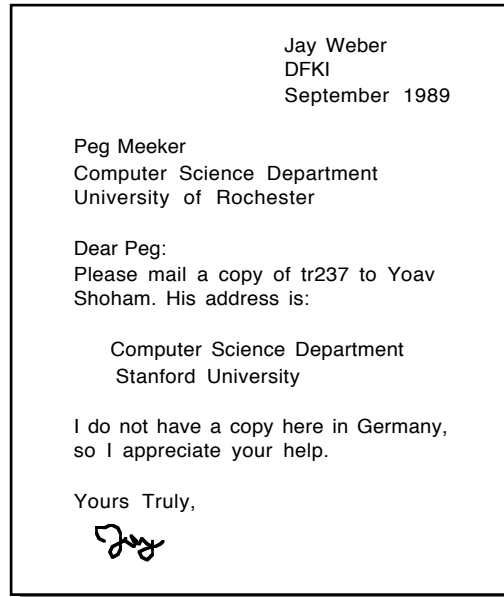 Jay Weber
DFKI
September 1989
Peg Meeker
Computer Science Department
University of Rochester
Dear Peg:
Please mail a copy of tr237 to Yoav
Shoham. His address is:
Computer Science Department
Stanford University
I do not have a copy here in Germany,
so I appreciate your help.
Yours Truly,
Jay